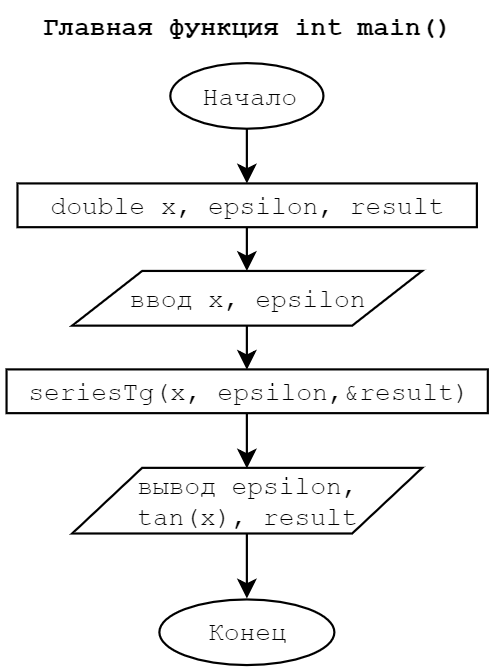 Главная функция int main()
Начало
double x, epsilon, result
ввод x, epsilon
seriesTg(x, epsilon,&result)
вывод epsilon,
tan(x), result
Конец